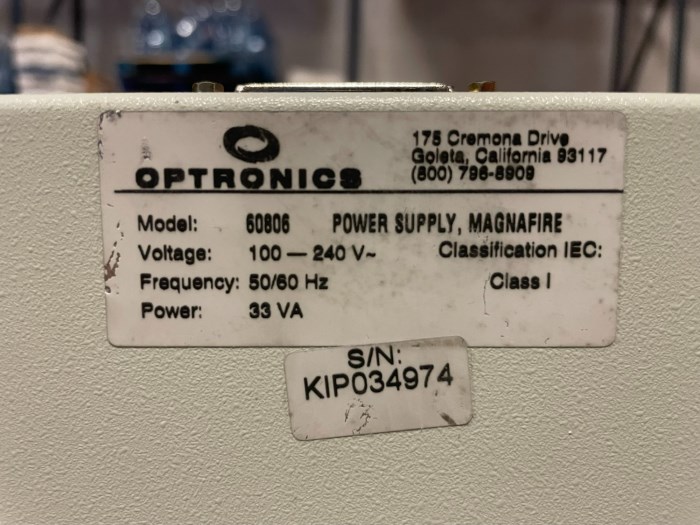 OPTRONICS
175 Cremona Drive
Goleta, California 93117
(800) 796-8909
Model: 60806 POWER SUPPLY, MAGNAFIRE
Voltage: 100 — 240 V~ Classification IEC:
Frequency: 50/60 Hz Class I
Power: 33 VA
S/N:
KIP034974